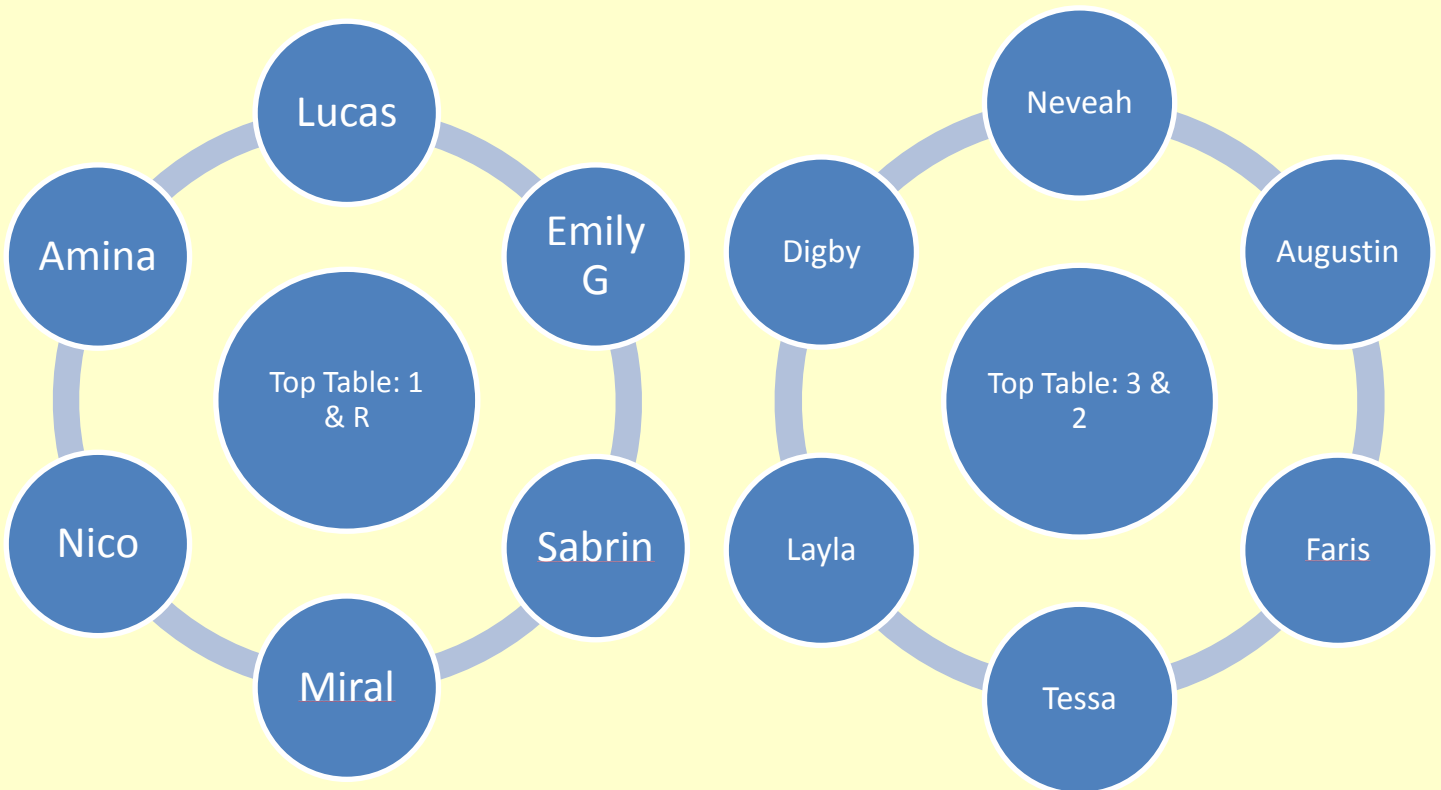 Lucas
Emily
G
Sabrin
Miral
Nico
Amina
Top Table: 1
& R
Neveah
Augustin
Faris
Tessa
Layla
Digby
Top Table: 3 &
2